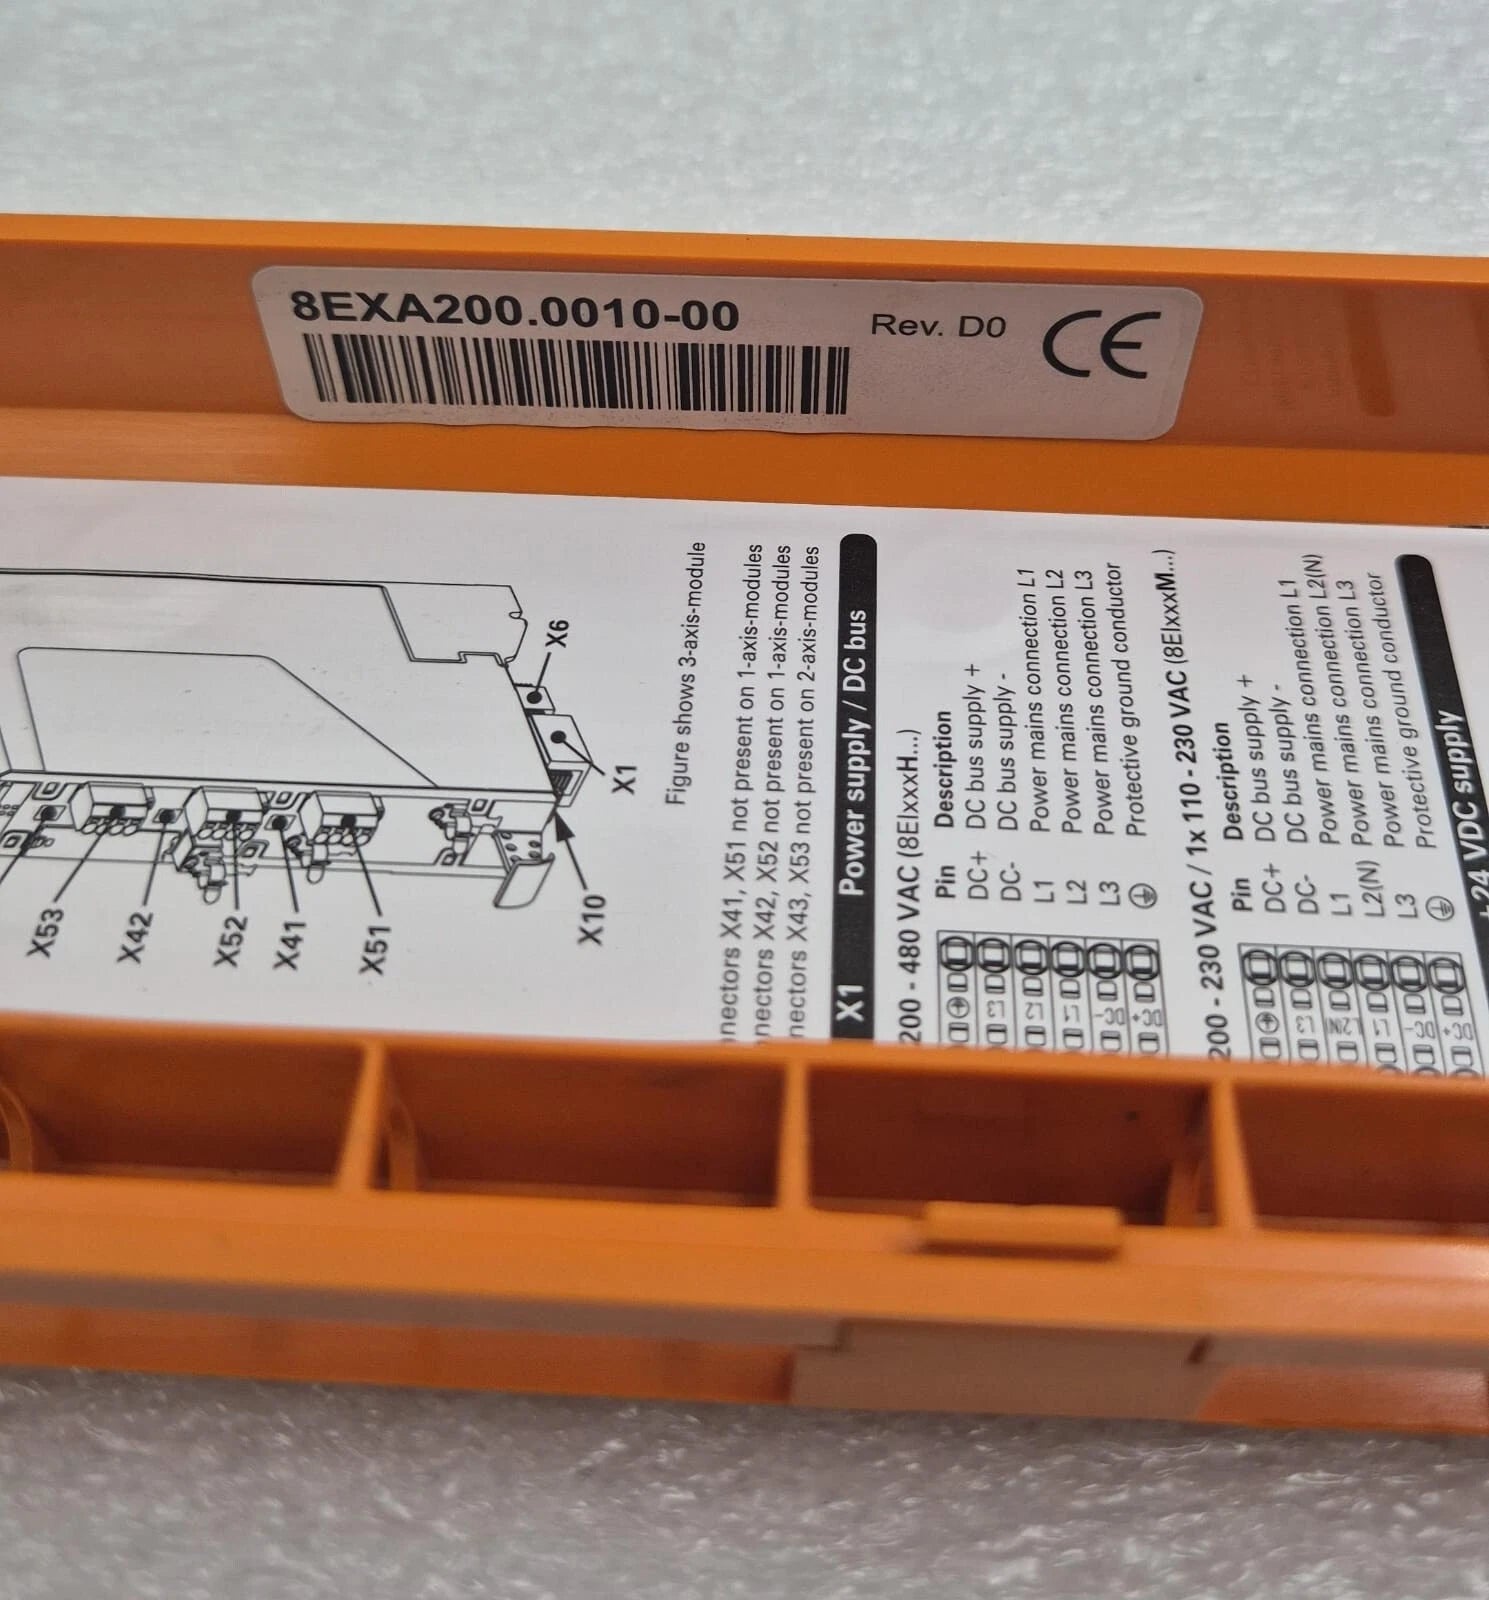 8EXA200.0010-00
Rev. D0
CE
X53
X42
X52
X41
X51
X10
X1
X6
Figure shows 3-axis-module
nnectors X41, X51 not present on 1-axis-modules
nnectors X42, X52 not present on 1-axis-modules
nectors X43, X53 not present on 2-axis-modules
X1 Power supply / DC bus
200 - 480 VAC (8EIxxxH...)
Pin Description
DC+ DC bus supply +
DC- DC bus supply -
L1 Power mains connection L1
L2 Power mains connection L2
L3 Power mains connection L3
Protective ground conductor
200 - 230 VAC / 1x 110 - 230 VAC (8EIxxxM...)
Pin Description
DC+ DC bus supply +
DC- DC bus supply -
L1 Power mains connection L1
L2(N) Power mains connection L2(N)
L3 Power mains connection L3
Protective ground conductor
24 VDC supply